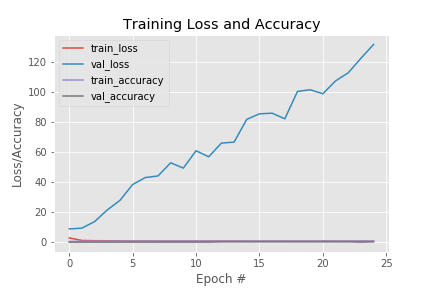 Training Loss and Accuracy
train_loss
val_loss
train_accuracy
val_accuracy
Loss/Accuracy
120
100
80
60
40
20
0
0 5 10 15 20 25
Epoch #